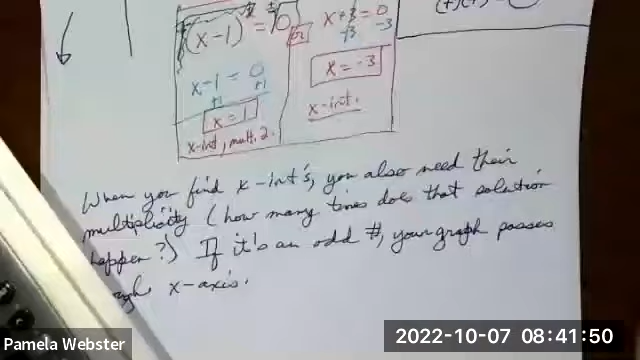 (x-1)² = √0
or
x+3 = 0
-3 -3
(+)(+) =
x-1 = 0
+1 +1
x = -3
x = 1
x-int.
x-int, mult. 2.
When you find x-int's, you also need their
multiplicity (how many times does that solution
happen?) If it's an odd #, your graph passes
x-axis.
Pamela Webster
2022-10-07 08:41:50